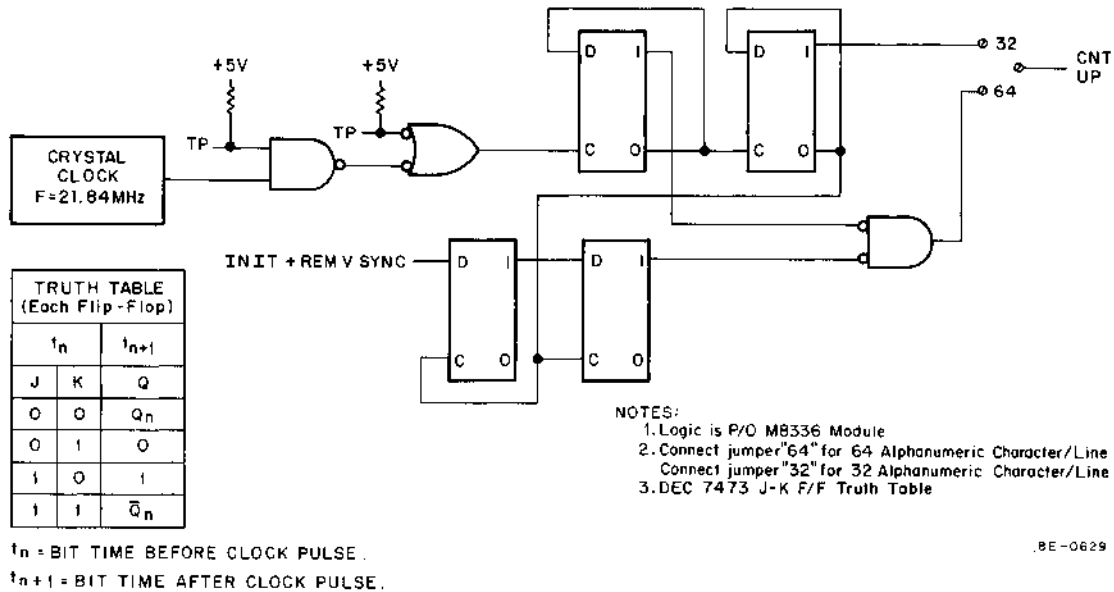 +5V
+5V
TP
TP
CRYSTAL
CLOCK
F=21.84MHz
D I
C O
D I
C O
32
CNT
UP
64
INIT + REM V SYNC
D I
C O
D I
C O
TRUTH TABLE
(Each Flip-Flop)
tn tn+1
J K Q
0 0 Qn
0 1 0
1 0 1
1 1 Q̅n
NOTES:
1. Logic is P/O M8336 Module
2. Connect jumper "64" for 64 Alphanumeric Character/Line
Connect jumper "32" for 32 Alphanumeric Character/Line
3. DEC 7473 J-K F/F Truth Table
tn = BIT TIME BEFORE CLOCK PULSE.
tn+1 = BIT TIME AFTER CLOCK PULSE.
8E-0629